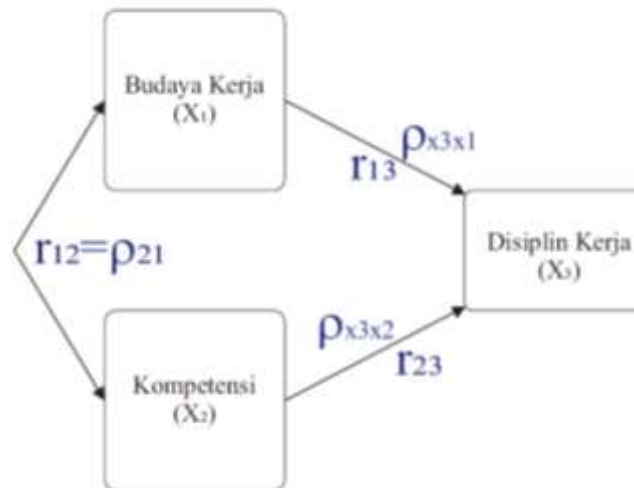 Budaya Kerja
(X₁)
ρx3x1
r13
r12=ρ21
Disiplin Kerja
(X₃)
ρx3x2
r23
Kompetensi
(X₂)